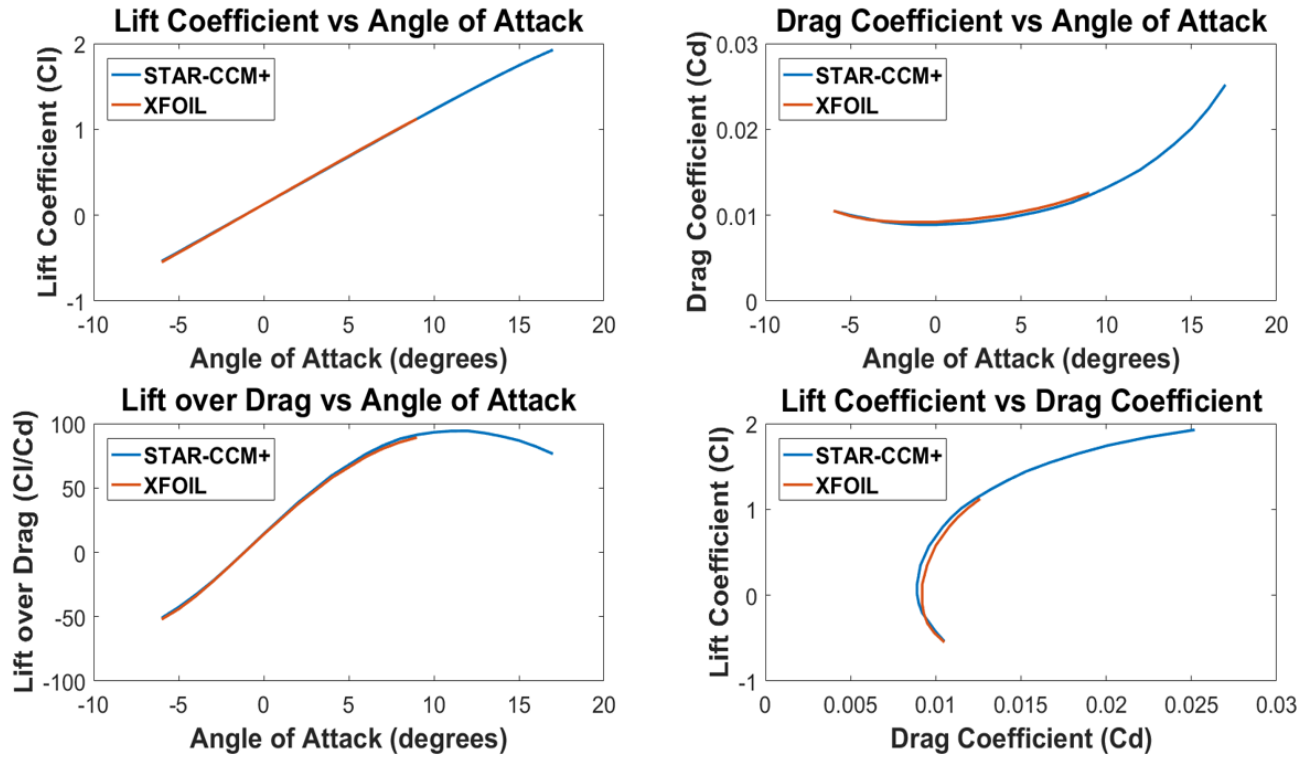 Lift Coefficient vs Angle of Attack
Lift Coefficient (Cl)
2
1
0
-1
STAR-CCM+
XFOIL
-10
-5
0
5
10
15
20
Angle of Attack (degrees)
Drag Coefficient vs Angle of Attack
Drag Coefficient (Cd)
0.03
0.02
0.01
0
STAR-CCM+
XFOIL
-10
-5
0
5
10
15
20
Angle of Attack (degrees)
Lift over Drag vs Angle of Attack
Lift over Drag (Cl/Cd)
100
50
0
-50
-100
STAR-CCM+
XFOIL
-10
-5
0
5
10
15
20
Angle of Attack (degrees)
Lift Coefficient vs Drag Coefficient
Lift Coefficient (Cl)
2
1
0
-1
STAR-CCM+
XFOIL
0
0.005
0.01
0.015
0.02
0.025
0.03
Drag Coefficient (Cd)